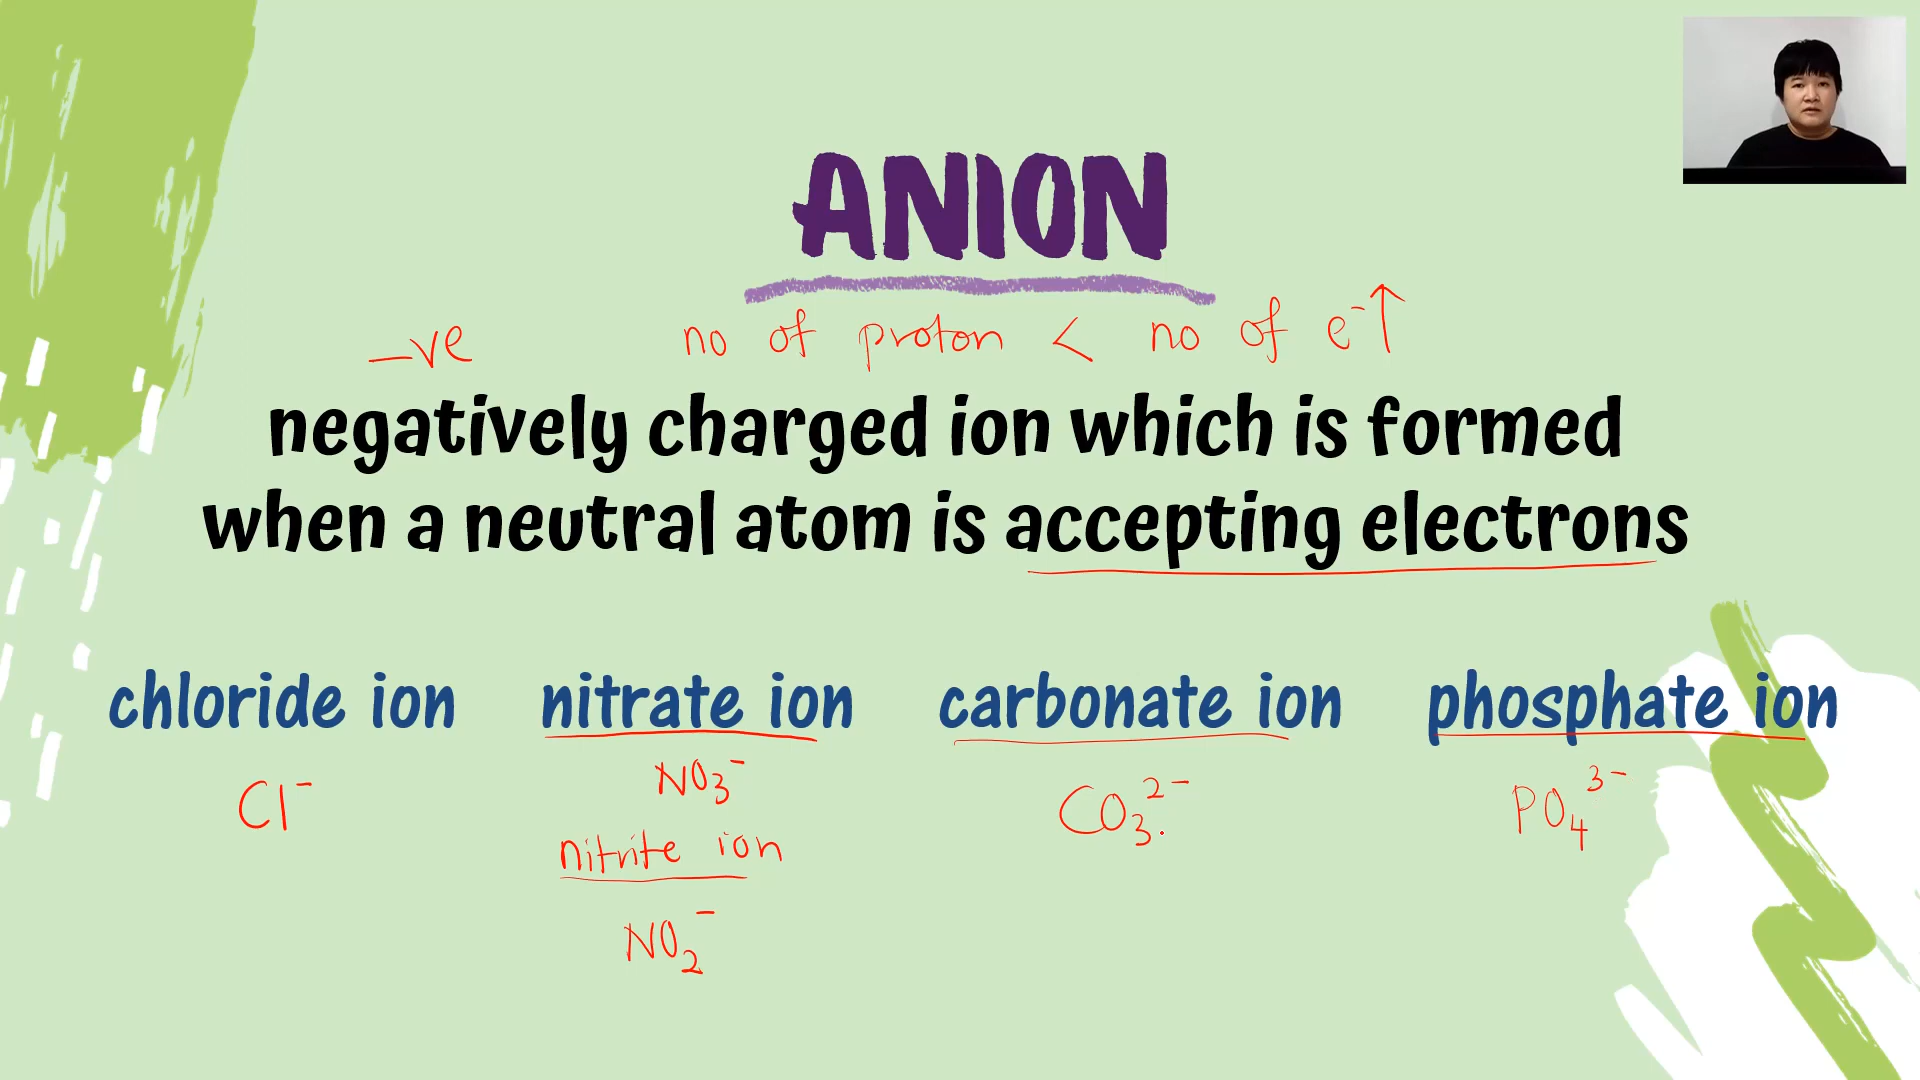 ANION
-ve no of proton < no of e⁻↑
negatively charged ion which is formed
when a neutral atom is accepting electrons
chloride ion nitrate ion carbonate ion phosphate ion
Cl⁻ NO₃⁻ CO₃²⁻ PO₄³⁻
nitrite ion
NO₂⁻